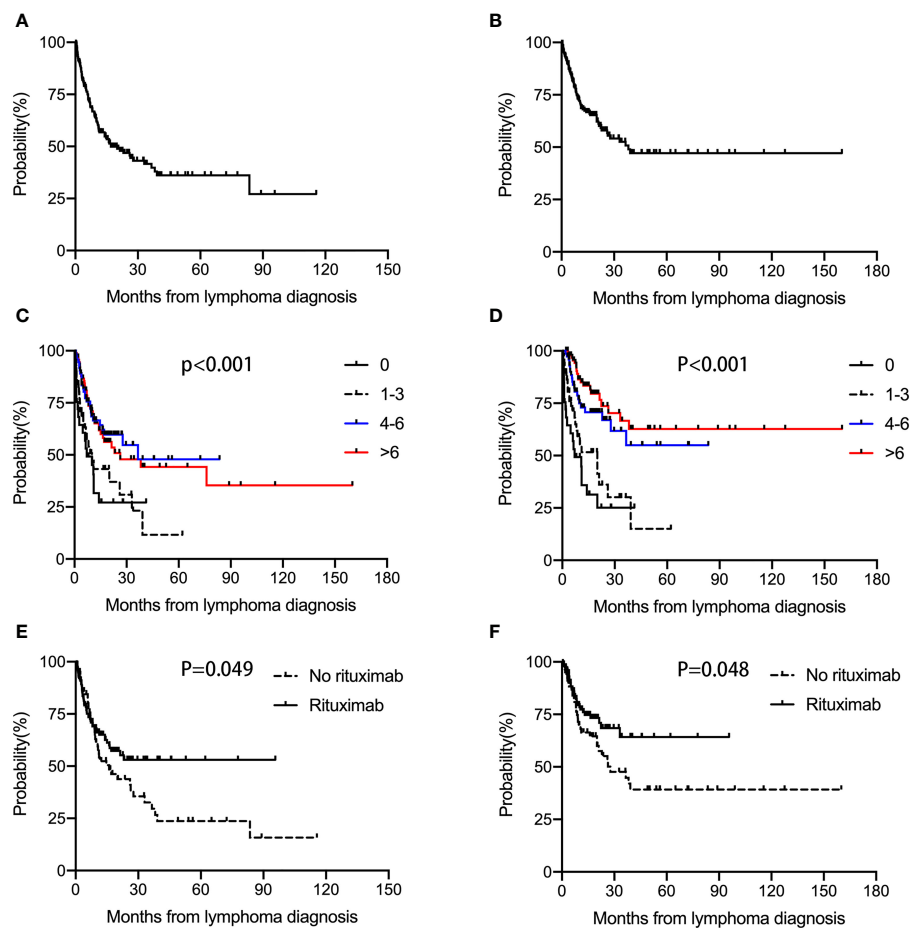 A
100
75
50
25
0
Probability(%)
0 30 60 90 120 150
Months from lymphoma diagnosis
B
100
75
50
25
0
Probability(%)
0 30 60 90 120 150 180
Months from lymphoma diagnosis
C
p<0.001
0
1-3
4-6
>6
100
75
50
25
0
Probability(%)
0 30 60 90 120 150 180
Months from lymphoma diagnosis
D
P<0.001
0
1-3
4-6
>6
100
75
50
25
0
Probability(%)
0 30 60 90 120 150 180
Months from lymphoma diagnosis
E
P=0.049
No rituximab
Rituximab
100
75
50
25
0
Probability(%)
0 30 60 90 120 150
Months from lymphoma diagnosis
F
P=0.048
No rituximab
Rituximab
100
75
50
25
0
Probability(%)
0 30 60 90 120 150 180
Months from lymphoma diagnosis